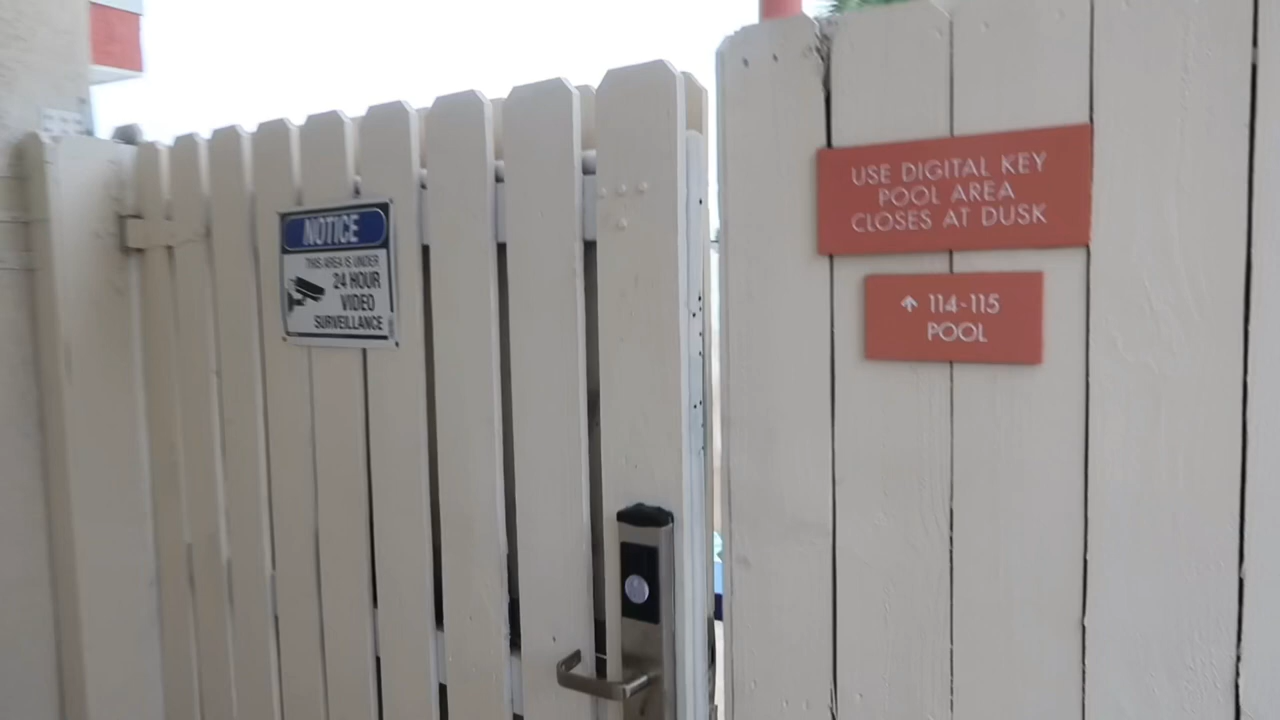 NOTICE
THIS AREA IS UNDER
24 HOUR
VIDEO
SURVEILLANCE
USE DIGITAL KEY
POOL AREA
CLOSES AT DUSK
↑ 114-115
POOL